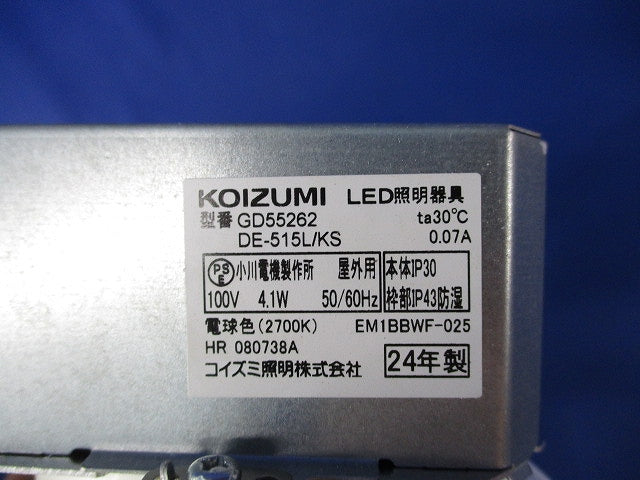 KOIZUMI LED照明器具
型番 GD55262 ta30℃
DE-515L/KS 0.07A
PSE 小川電機製作所 屋外用 本体IP30
100V 4.1W 50/60Hz 枠部IP43防湿
電球色(2700K) EM1BBWF-025
HR 080738A
コイズミ照明株式会社 24年製